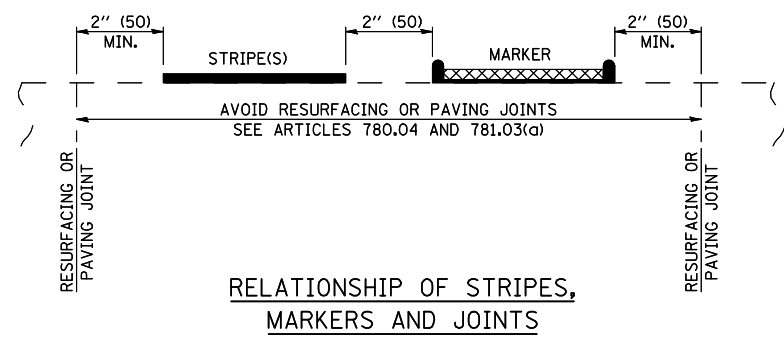 2" (50)
MIN.
STRIPE(S)
2" (50)
MARKER
2" (50)
MIN.
AVOID RESURFACING OR PAVING JOINTS
SEE ARTICLES 780.04 AND 781.03(a)
RESURFACING OR
PAVING JOINT
RESURFACING OR
PAVING JOINT
RELATIONSHIP OF STRIPES,
MARKERS AND JOINTS